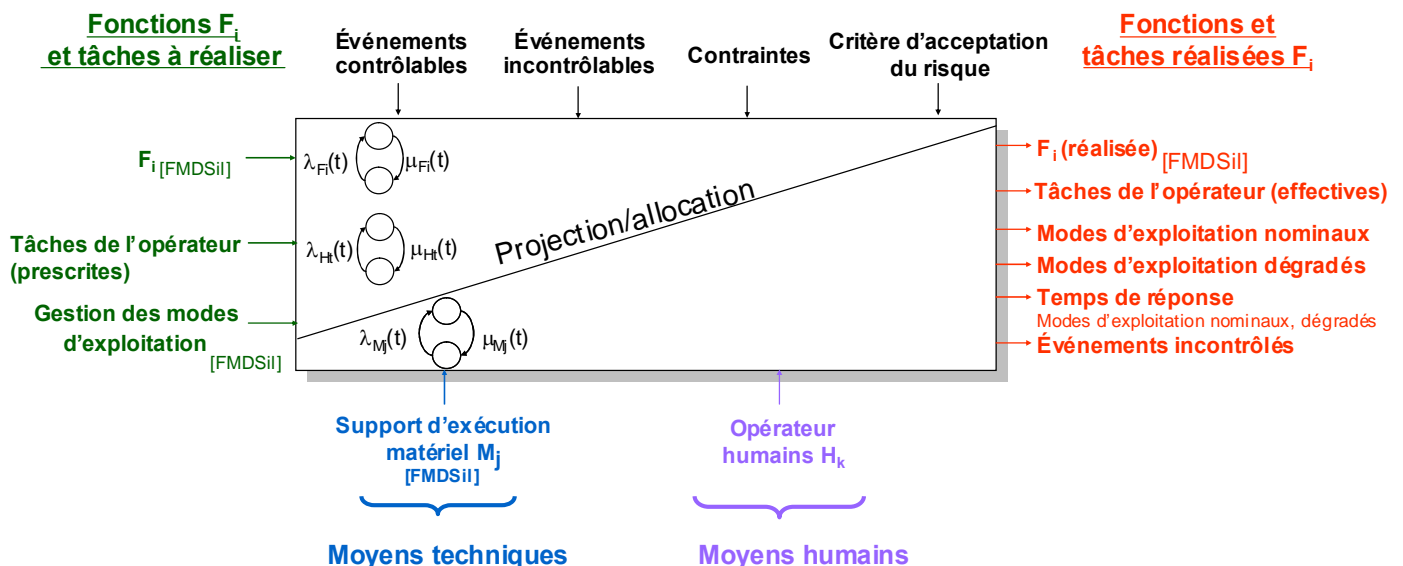 Fonctions Fi
et tâches à réaliser
Événements
contrôlables
Événements
incontrôlables
Contraintes
Critère d'acceptation
du risque
Fonctions et
tâches réalisées Fi
Fi [FMDSil]
λFi(t)
μFi(t)
Tâches de l'opérateur
(prescrites)
λHt(t)
μHt(t)
Gestion des modes
d'exploitation [FMDSil]
λMj(t)
μMj(t)
Projection/allocation
Fi (réalisée) [FMDSil]
Tâches de l'opérateur (effectives)
Modes d'exploitation nominaux
Modes d'exploitation dégradés
Temps de réponse
Modes d'exploitation nominaux, dégradés
Événements incontrôlés
Support d'exécution
matériel Mj
[FMDSil]
Opérateur
humains Hk
Moyens techniques
Moyens humains